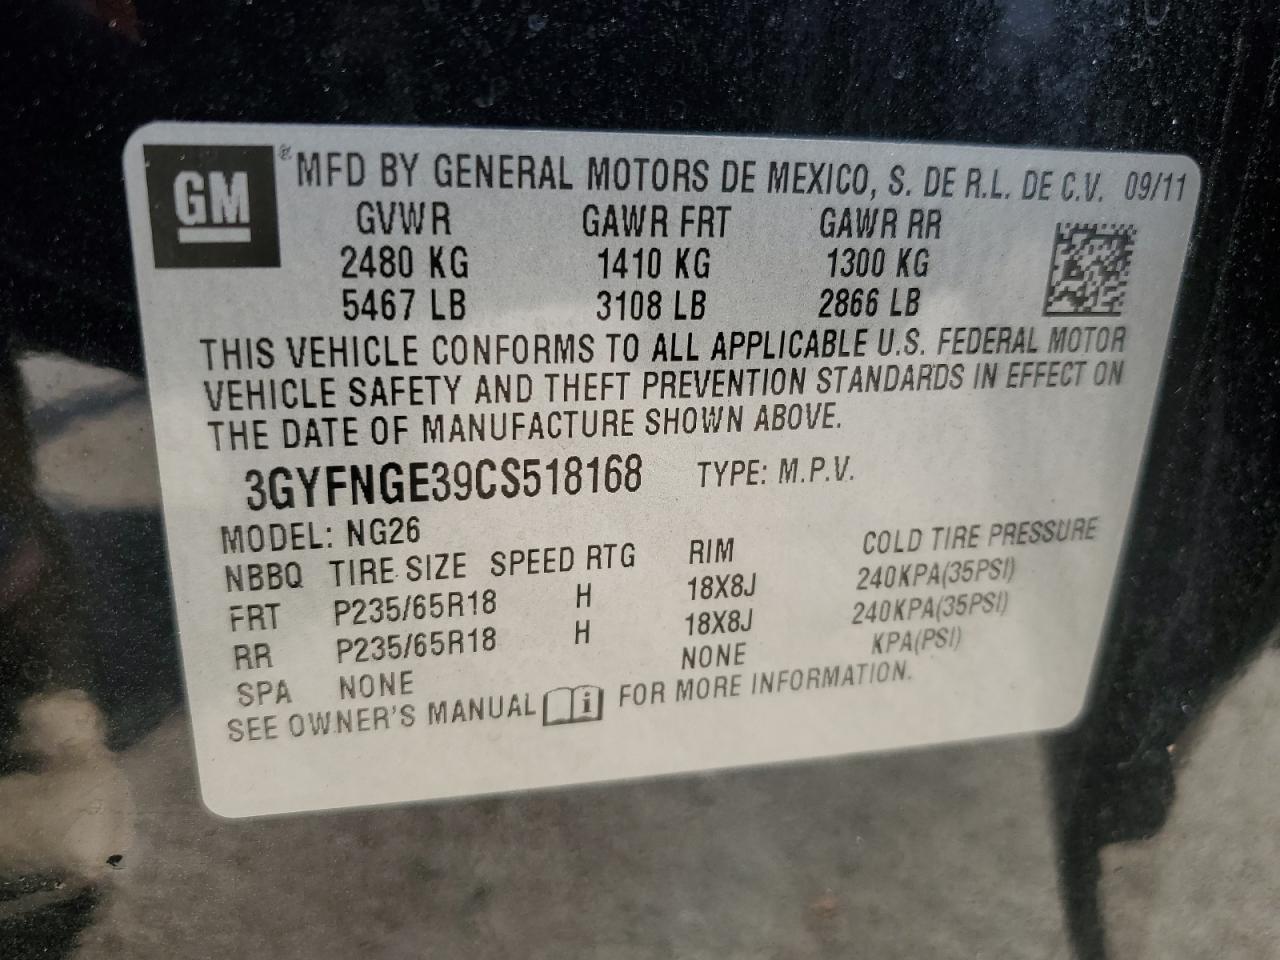 GM ® MFD BY GENERAL MOTORS DE MEXICO, S. DE R.L. DE C.V. 09/11
GVWR GAWR FRT GAWR RR
2480 KG 1410 KG 1300 KG
5467 LB 3108 LB 2866 LB
THIS VEHICLE CONFORMS TO ALL APPLICABLE U.S. FEDERAL MOTOR
VEHICLE SAFETY AND THEFT PREVENTION STANDARDS IN EFFECT ON
THE DATE OF MANUFACTURE SHOWN ABOVE.
3GYFNGE39CS518168 TYPE: M.P.V.
MODEL: NG26
NBBQ TIRE SIZE SPEED RTG RIM COLD TIRE PRESSURE
FRT P235/65R18 H 18X8J 240KPA(35PSI)
RR P235/65R18 H 18X8J 240KPA(35PSI)
SPA NONE NONE KPA(PSI)
SEE OWNER'S MANUAL i FOR MORE INFORMATION.